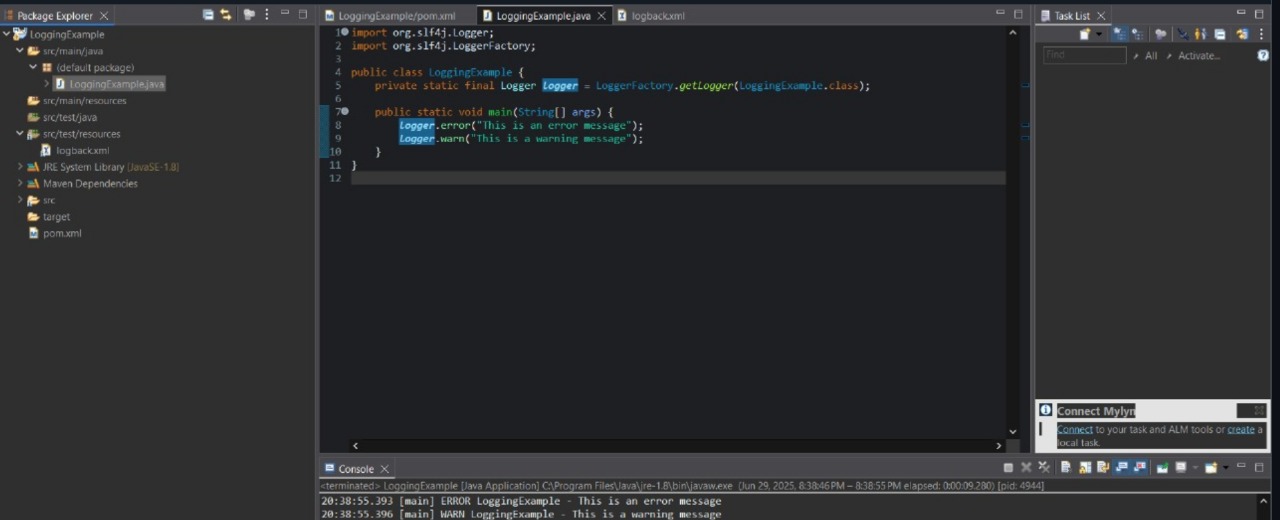 Package Explorer
LoggingExample
src/main/java
(default package)
LoggingExample.java
src/main/resources
src/test/java
src/test/resources
logback.xml
JRE System Library [JavaSE-1.8]
Maven Dependencies
src
target
pom.xml
LoggingExample/pom.xml LoggingExample.java logback.xml
1 import org.slf4j.Logger;
2 import org.slf4j.LoggerFactory;
3
4 public class LoggingExample {
5 private static final Logger logger = LoggerFactory.getLogger(LoggingExample.class);
6
7 public static void main(String[] args) {
8 logger.error("This is an error message");
9 logger.warn("This is a warning message");
10 }
11 }
12
Task List
Find All Activate...
Connect Mylyn
Connect to your task and ALM tools or create a
local task.
Console
<terminated> LoggingExample [Java Application] C:\Program Files\Java\jre-1.8\bin\javaw.exe (Jun 29, 2025, 8:38:46 PM – 8:38:55 PM elapsed: 0:00:09.280) [pid: 4944]
20:38:55.393 [main] ERROR LoggingExample - This is an error message
20:38:55.396 [main] WARN LoggingExample - This is a warning message